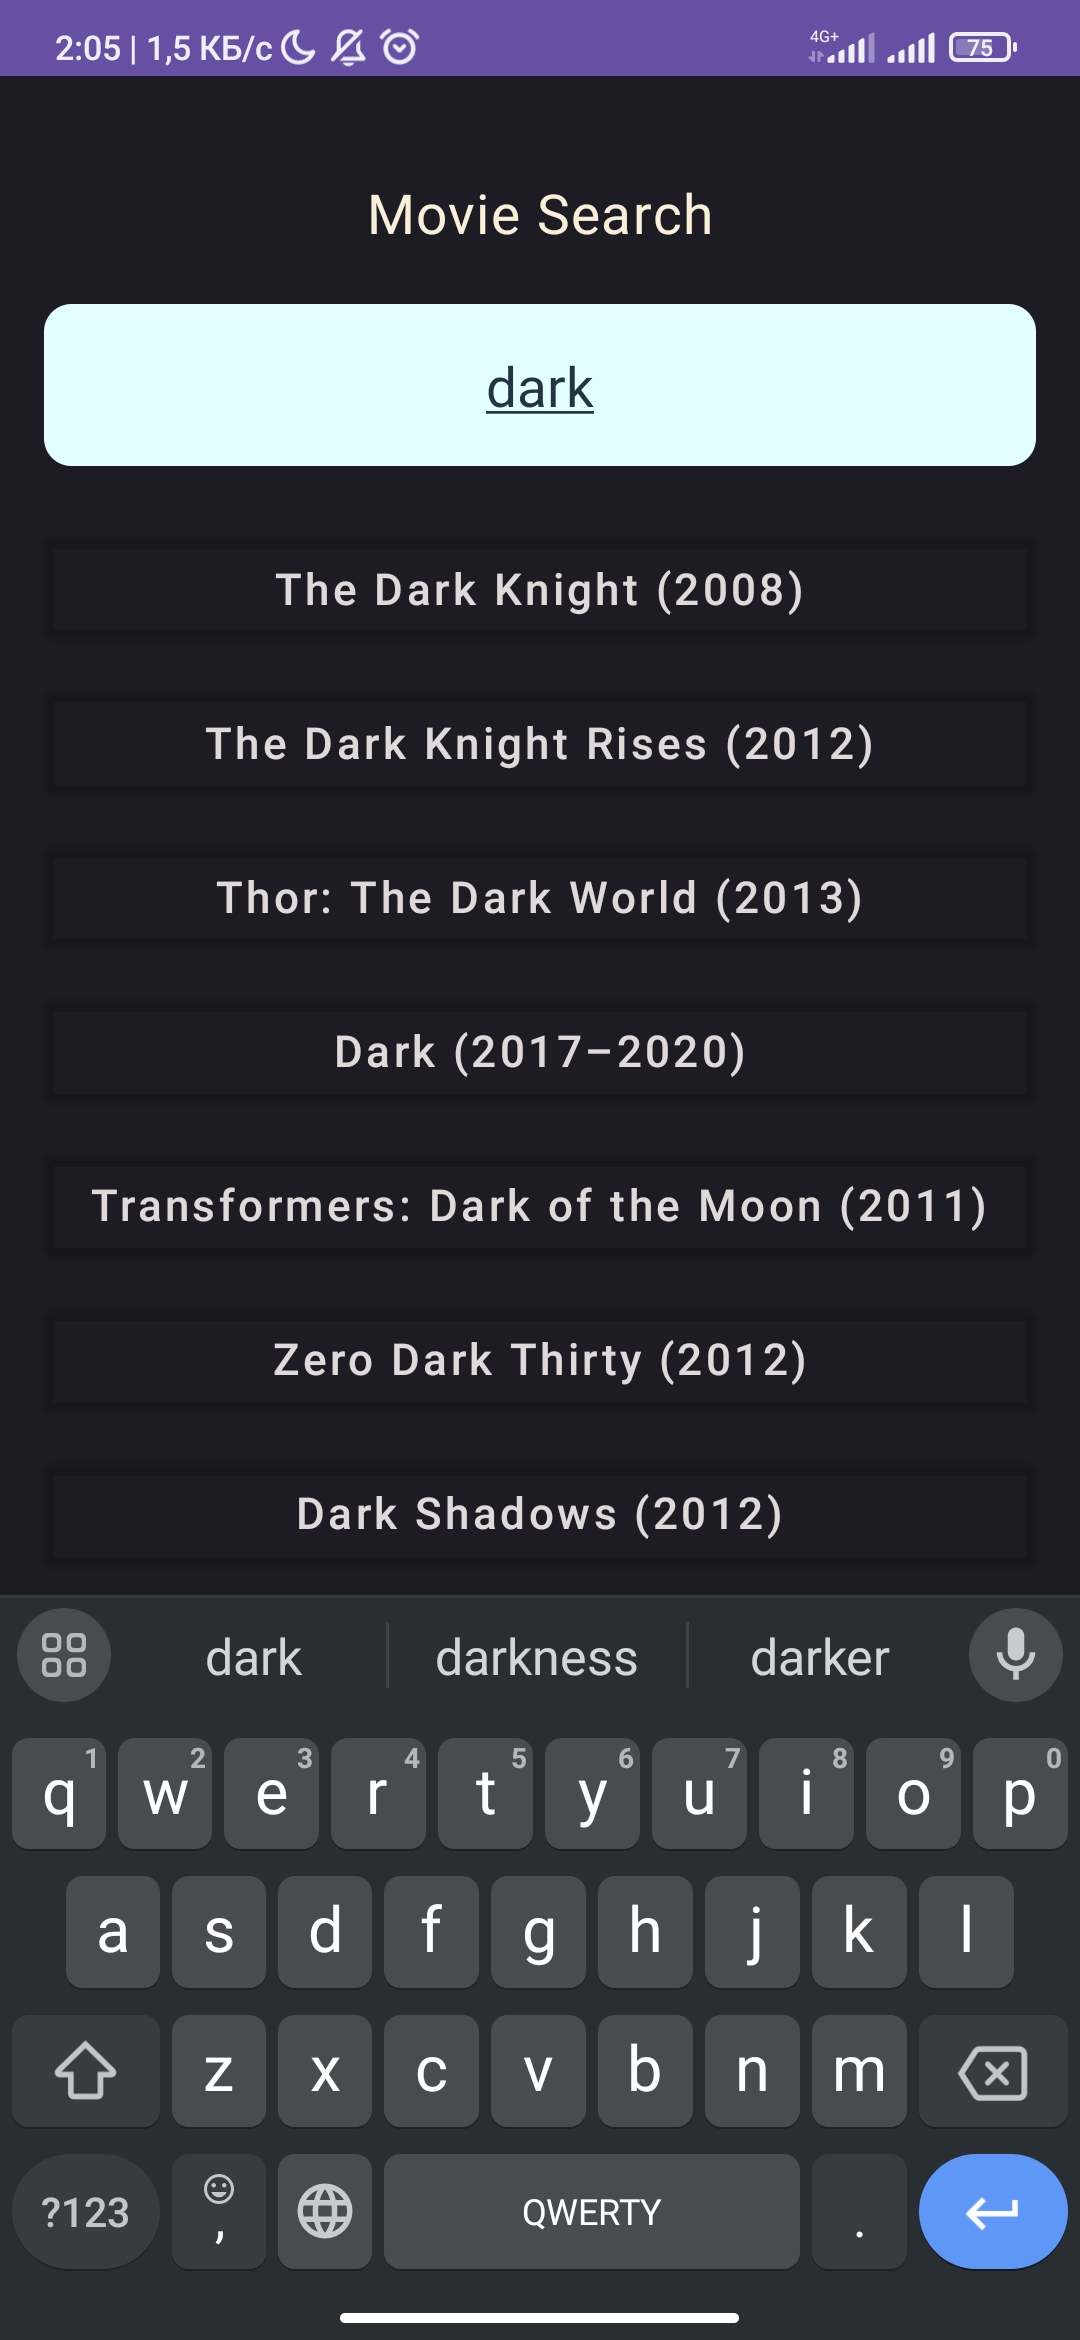 2:05 | 1,5 КБ/с 4G+ 75
Movie Search
dark
The Dark Knight (2008)
The Dark Knight Rises (2012)
Thor: The Dark World (2013)
Dark (2017–2020)
Transformers: Dark of the Moon (2011)
Zero Dark Thirty (2012)
Dark Shadows (2012)
dark darkness darker
1 2 3 4 5 6 7 8 9 0
q w e r t y u i o p
a s d f g h j k l
z x c v b n m
?123 , QWERTY .